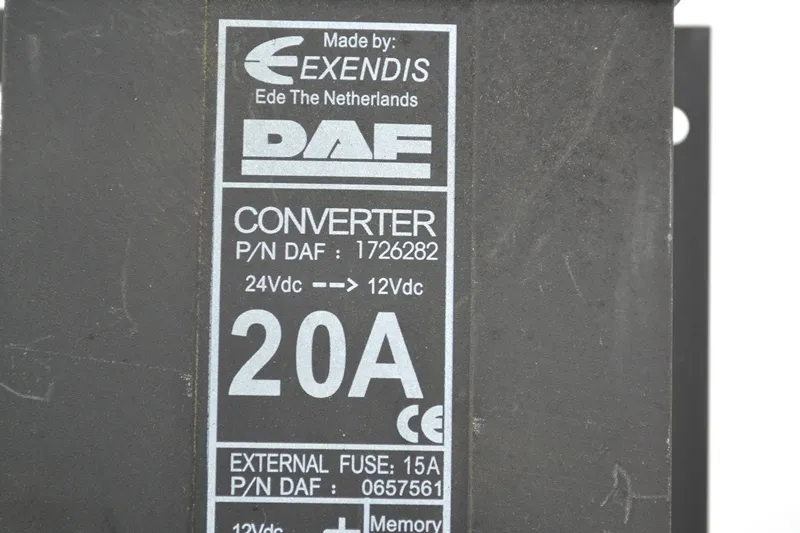 Made by:
EXENDIS
Ede The Netherlands
DAF
CONVERTER
P/N DAF : 1726282
24Vdc --> 12Vdc
20A
CE
EXTERNAL FUSE: 15A
P/N DAF : 0657561
12Vdc + Memory